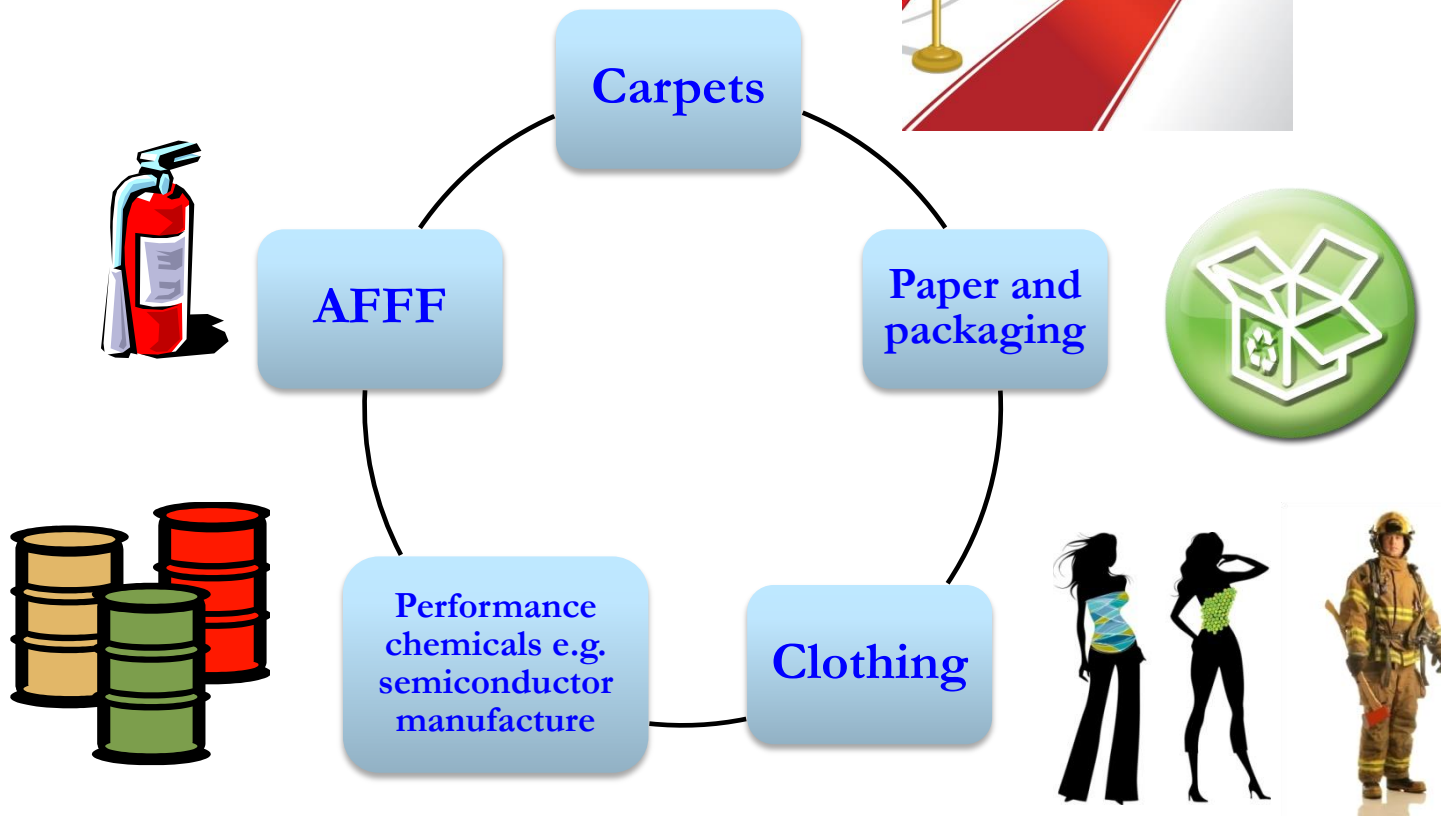 Carpets
AFFF
Paper and
packaging
Performance
chemicals e.g.
semiconductor
manufacture
Clothing